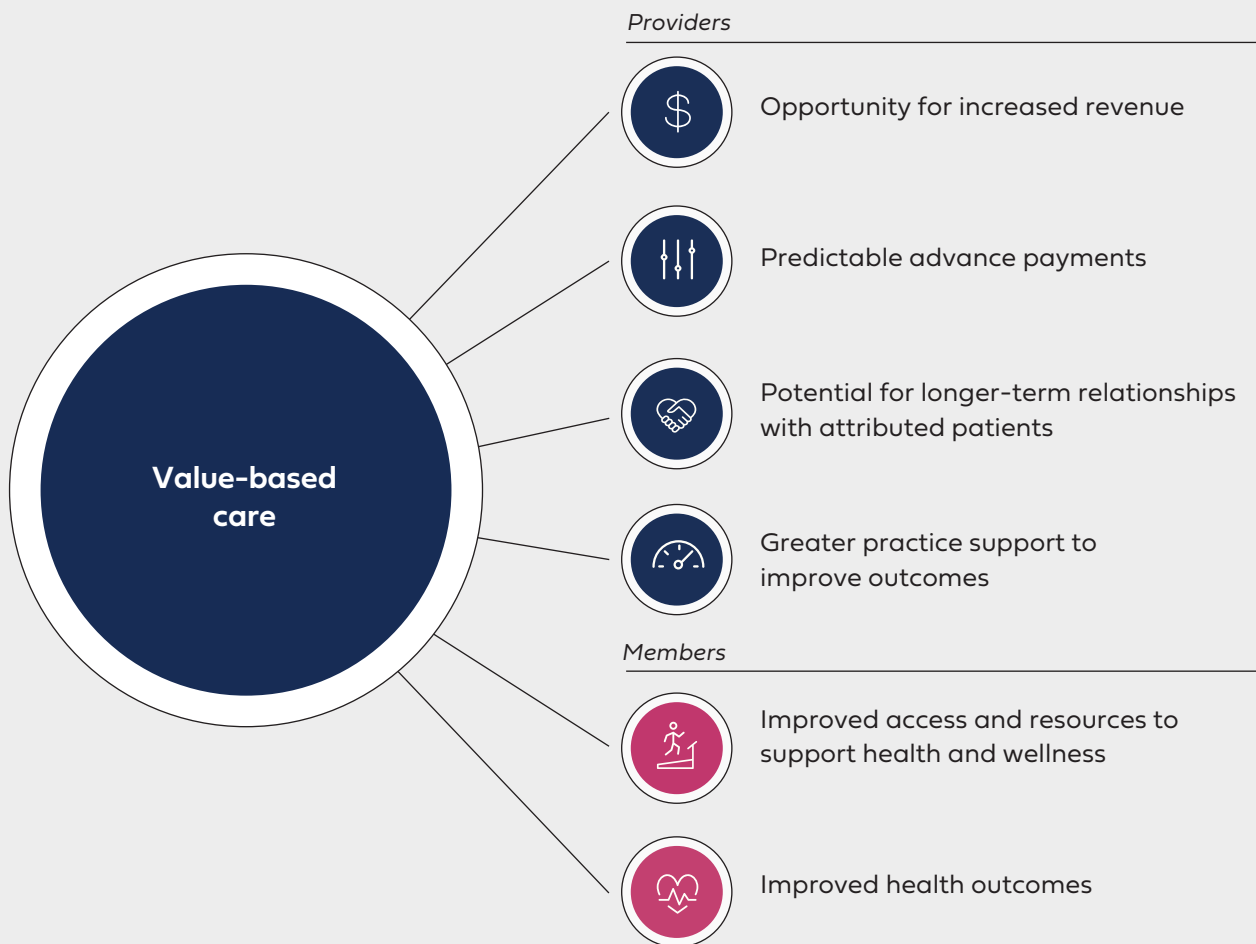 Providers
Opportunity for increased revenue
Predictable advance payments
Potential for longer-term relationships
with attributed patients
Value-based
care
Greater practice support to
improve outcomes
Members
Improved access and resources to
support health and wellness
Improved health outcomes